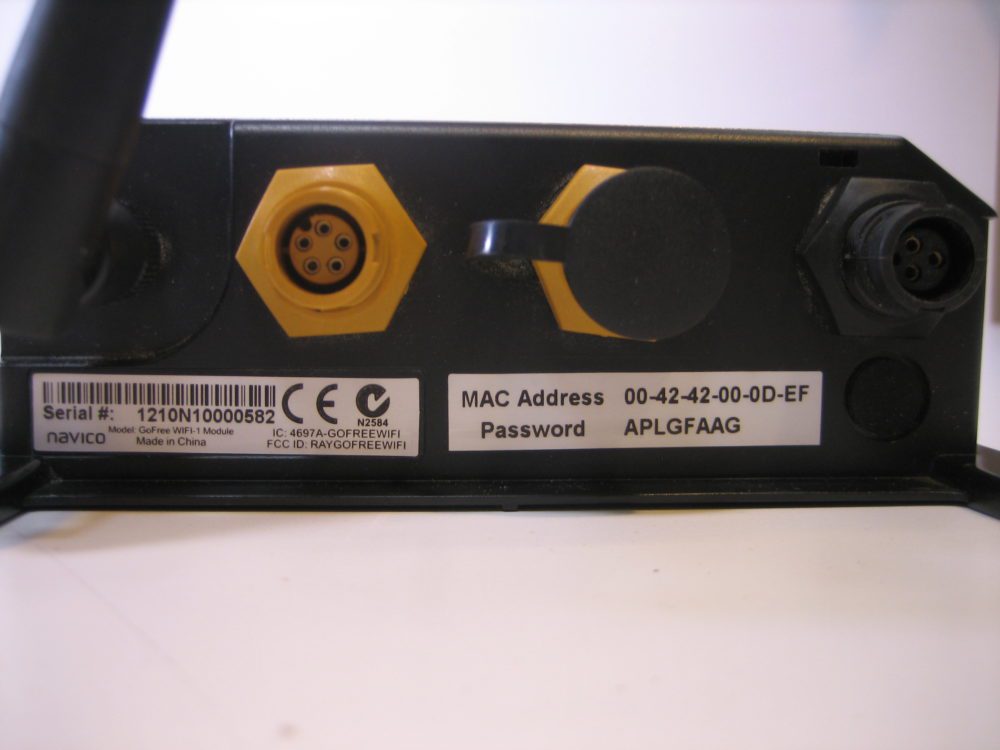 Serial #: 1210N10000582
CE
N2584
navico
Model: GoFree WIFI-1 Module
Made in China
IC: 4697A-GOFREEWIFI
FCC ID: RAYGOFREEWIFI
MAC Address 00-42-42-00-0D-EF
Password APLGFAAG